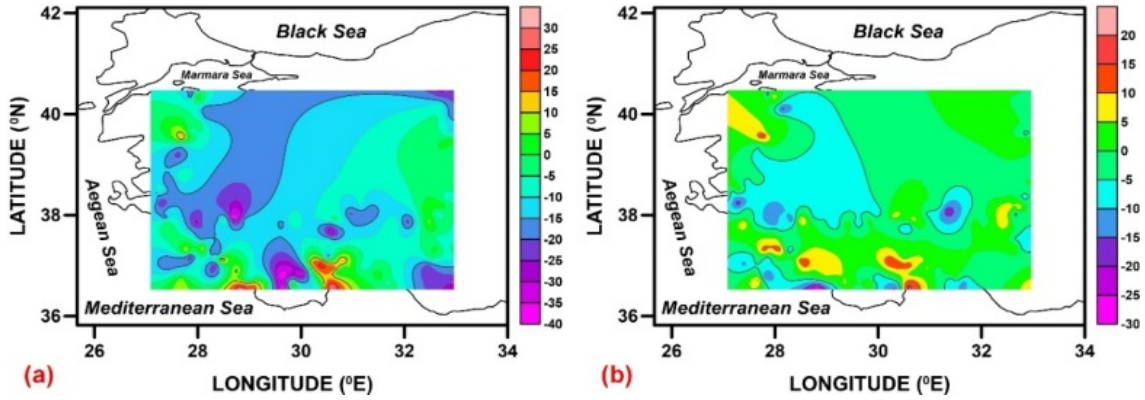 42
40
38
36
LATITUDE (⁰N)
Black Sea
Marmara Sea
Aegean Sea
Mediterranean Sea
26 28 30 32 34
LONGITUDE (⁰E)
(a)
30
25
20
15
10
5
0
-5
-10
-15
-20
-25
-30
-35
-40
42
40
38
36
LATITUDE (⁰N)
Black Sea
Marmara Sea
Aegean Sea
Mediterranean Sea
26 28 30 32 34
LONGITUDE (⁰E)
(b)
20
15
10
5
0
-5
-10
-15
-20
-25
-30